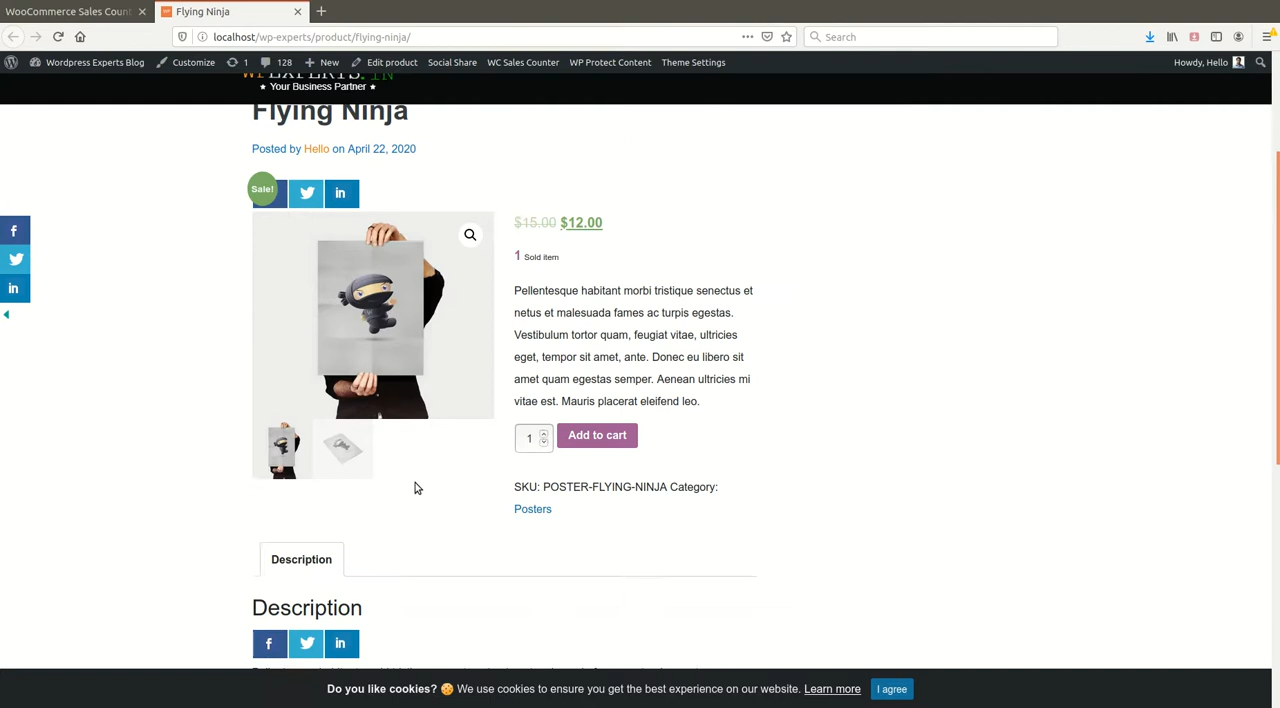 WooCommerce Sales Count
Flying Ninja
localhost/wp-experts/product/flying-ninja/
Search
Wordpress Experts Blog
Customize
1
128
New
Edit product
Social Share
WC Sales Counter
WP Protect Content
Theme Settings
Howdy, Hello
WPEXPERTS.IN
★ Your Business Partner ★
Flying Ninja
Posted by Hello on April 22, 2020
Sale!
$15.00 $12.00
1 Sold item
Pellentesque habitant morbi tristique senectus et
netus et malesuada fames ac turpis egestas.
Vestibulum tortor quam, feugiat vitae, ultricies
eget, tempor sit amet, ante. Donec eu libero sit
amet quam egestas semper. Aenean ultricies mi
vitae est. Mauris placerat eleifend leo.
1
Add to cart
SKU: POSTER-FLYING-NINJA Category:
Posters
Description
Description
Do you like cookies? 🍪 We use cookies to ensure you get the best experience on our website. Learn more
I agree